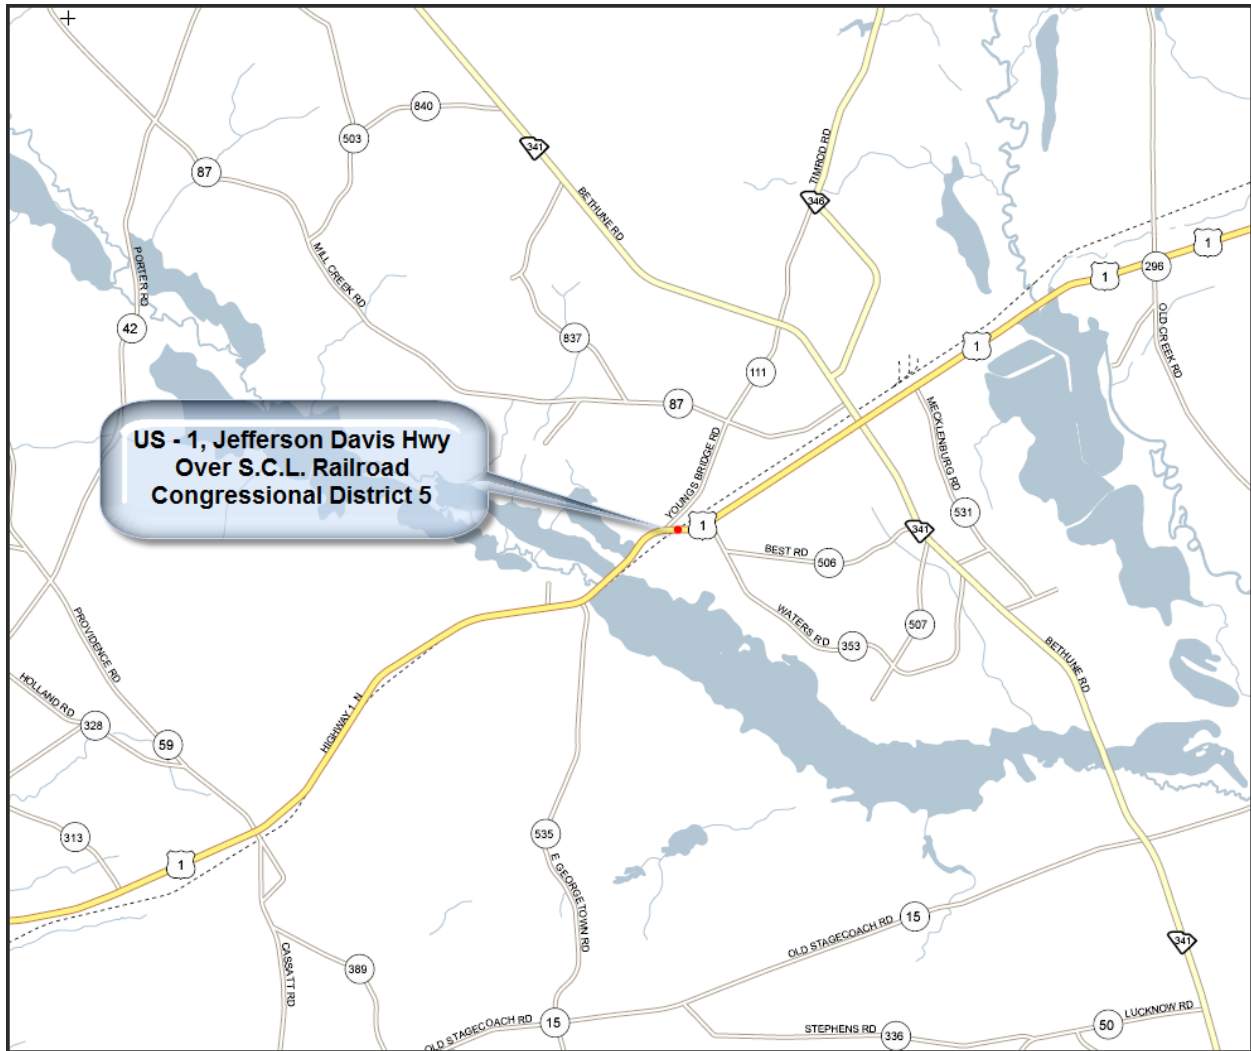 840
503
341
87
TIMROD RD
346
BETHUNE RD
1
296
1
PORTER RD
MILL CREEK RD
42
837
1
OLD CREEK RD
111
87
MECKLENBURG RD
US - 1, Jefferson Davis Hwy
Over S.C.L. Railroad
Congressional District 5
YOUNGS BRIDGE RD
531
1
341
BEST RD
506
WATERS RD
507
353
PROVIDENCE RD
BETHUNE RD
HOLLAND RD
328
59
HIGHWAY 1 N
313
535
1
E GEORGETOWN RD
15
OLD STAGECOACH RD
341
CASSATT RD
389
LUCKNOW RD
OLD STAGECOACH RD
15
50
STEPHENS RD
336